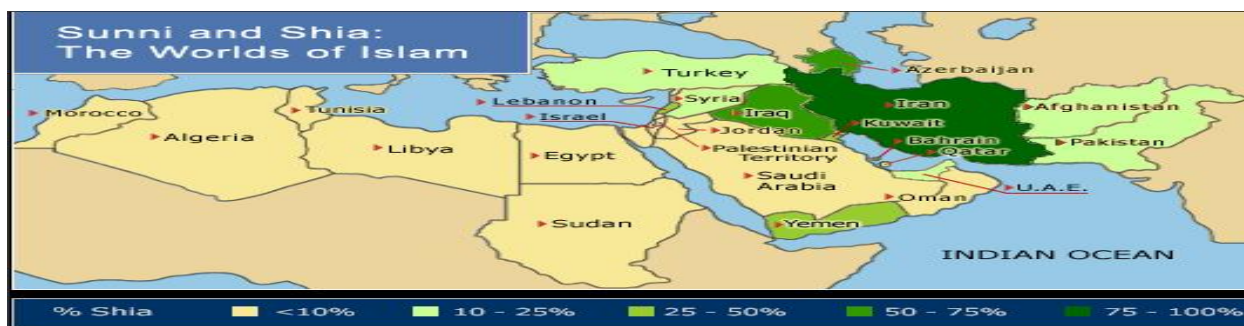 Sunni and Shia:
The Worlds of Islam
Azerbaijan
Turkey
Lebanon
Syria
Iran
Afghanistan
Morocco
Tunisia
Israel
Iraq
Kuwait
Algeria
Jordan
Bahrain
Pakistan
Libya
Egypt
Palestinian
Territory
Qatar
Saudi
Arabia
U.A.E.
Oman
Sudan
Yemen
INDIAN OCEAN
% Shia <10% 10 - 25% 25 - 50% 50 - 75% 75 - 100%